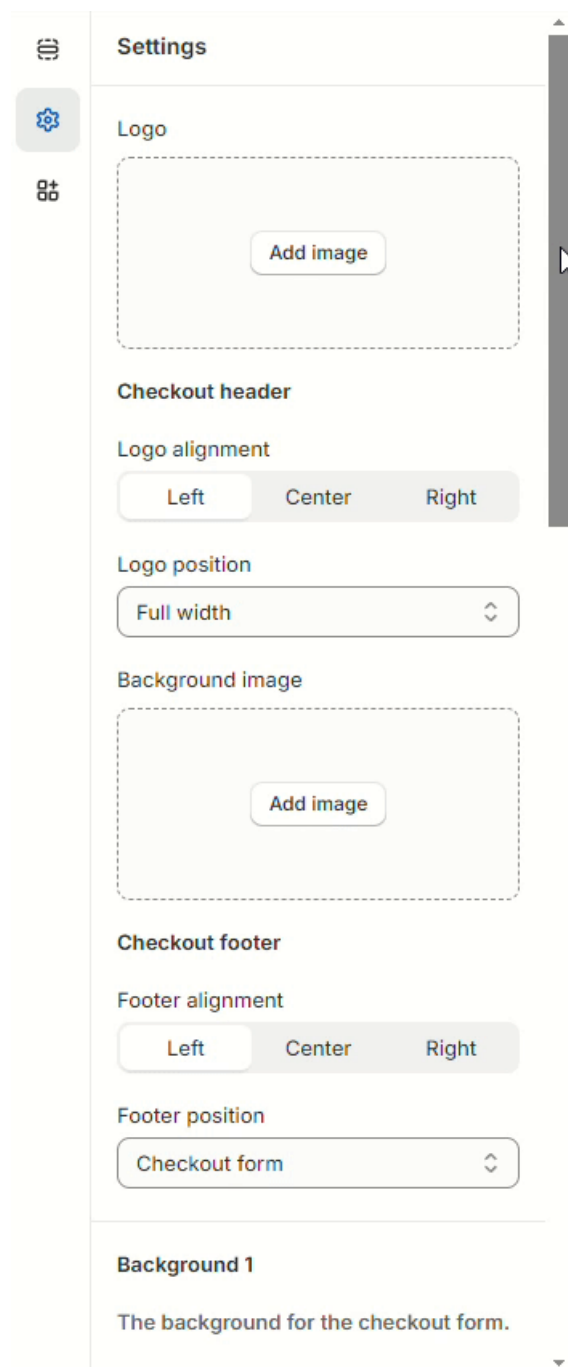 Settings
Logo
Add image
Checkout header
Logo alignment
Left Center Right
Logo position
Full width
Background image
Add image
Checkout footer
Footer alignment
Left Center Right
Footer position
Checkout form
Background 1
The background for the checkout form.